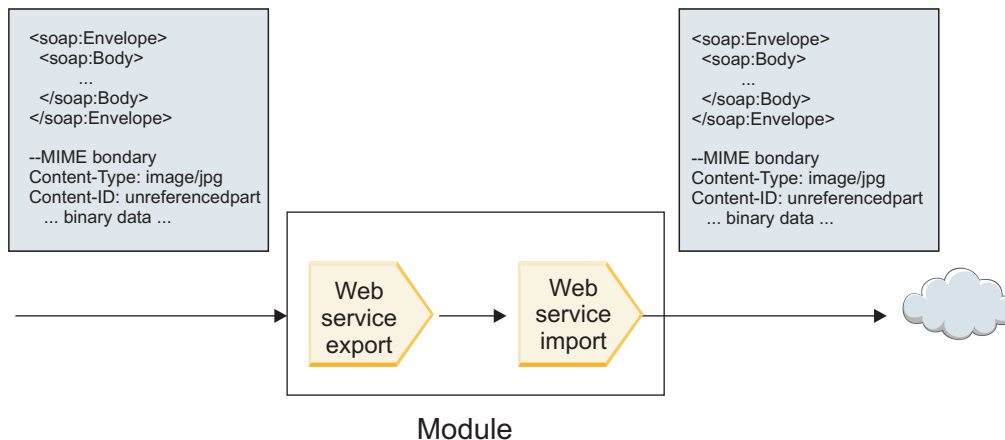 <soap:Envelope>
<soap:Body>
...
</soap:Body>
</soap:Envelope>
--MIME bondary
Content-Type: image/jpg
Content-ID: unreferencedpart
... binary data ...
<soap:Envelope>
<soap:Body>
...
</soap:Body>
</soap:Envelope>
--MIME bondary
Content-Type: image/jpg
Content-ID: unreferencedpart
... binary data ...
Web
service
export
Web
service
import
Module